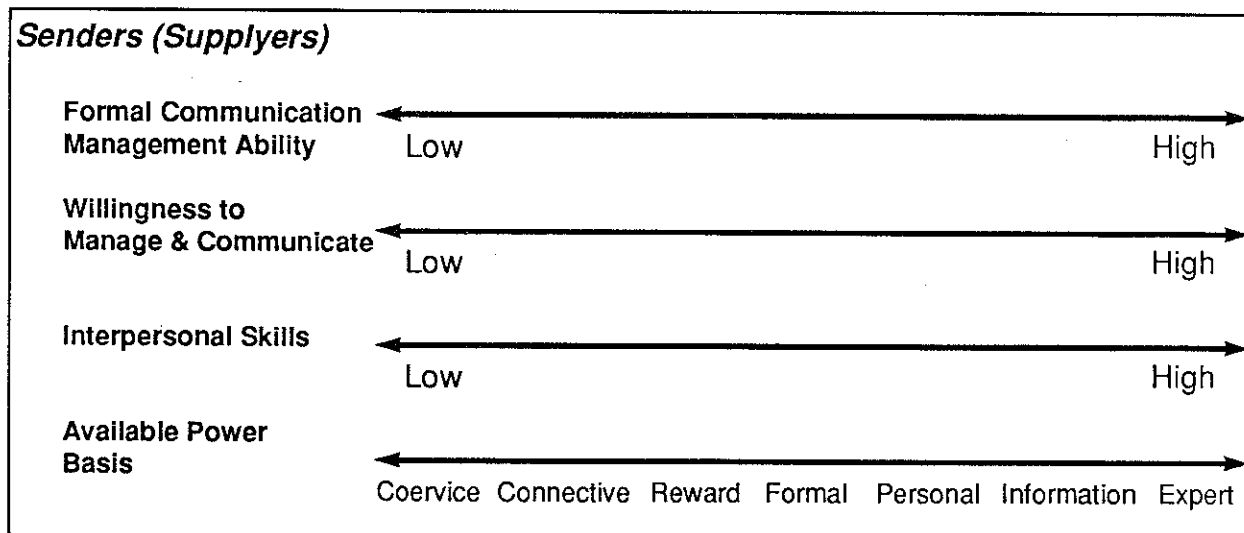 Senders (Supplyers)
Formal Communication
Management Ability
Low High
Willingness to
Manage & Communicate
Low High
Interpersonal Skills
Low High
Available Power
Basis
Coervice Connective Reward Formal Personal Information Expert